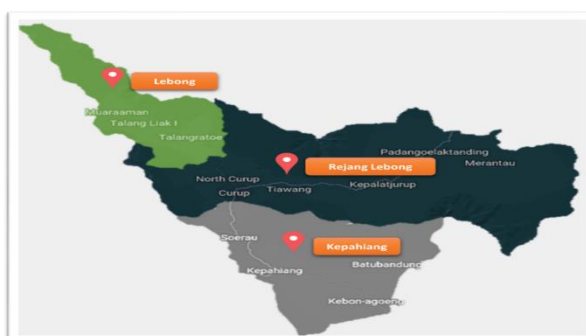 Lebong
Muaraaman
Talang Liak I
Talangratoe
Padangoelaktanding
Merantau
Rejang Lebong
North Curup
Tiawang
Kepalatjurup
Curup
Soerau
Kepahiang
Batubandung
Kepahiang
Kebon-agoeng